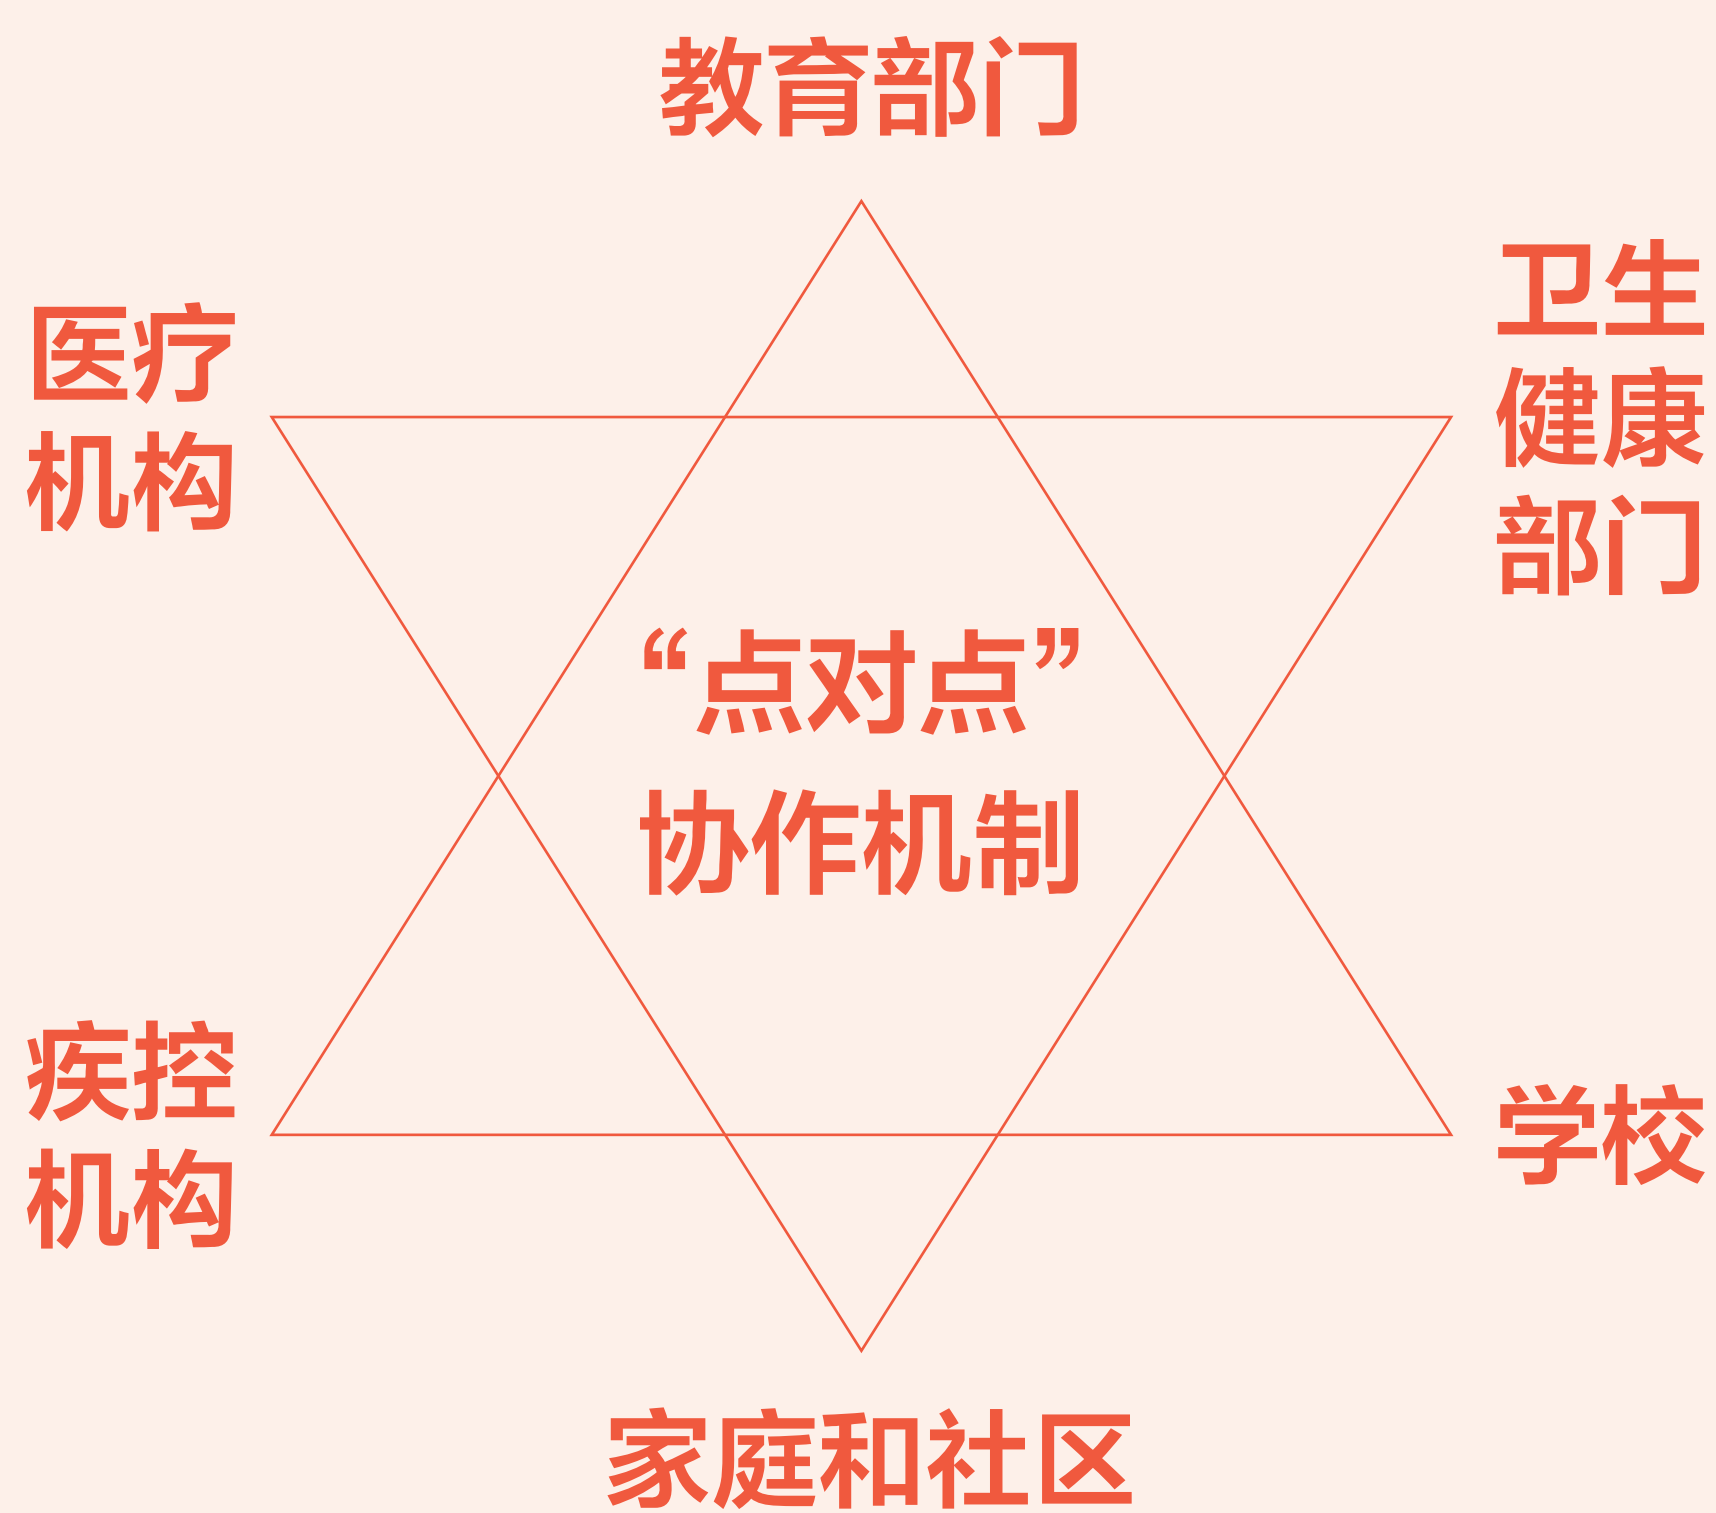 教育部门
卫生
健康
部门
医疗
机构
“点对点”
协作机制
疾控
机构
学校
家庭和社区